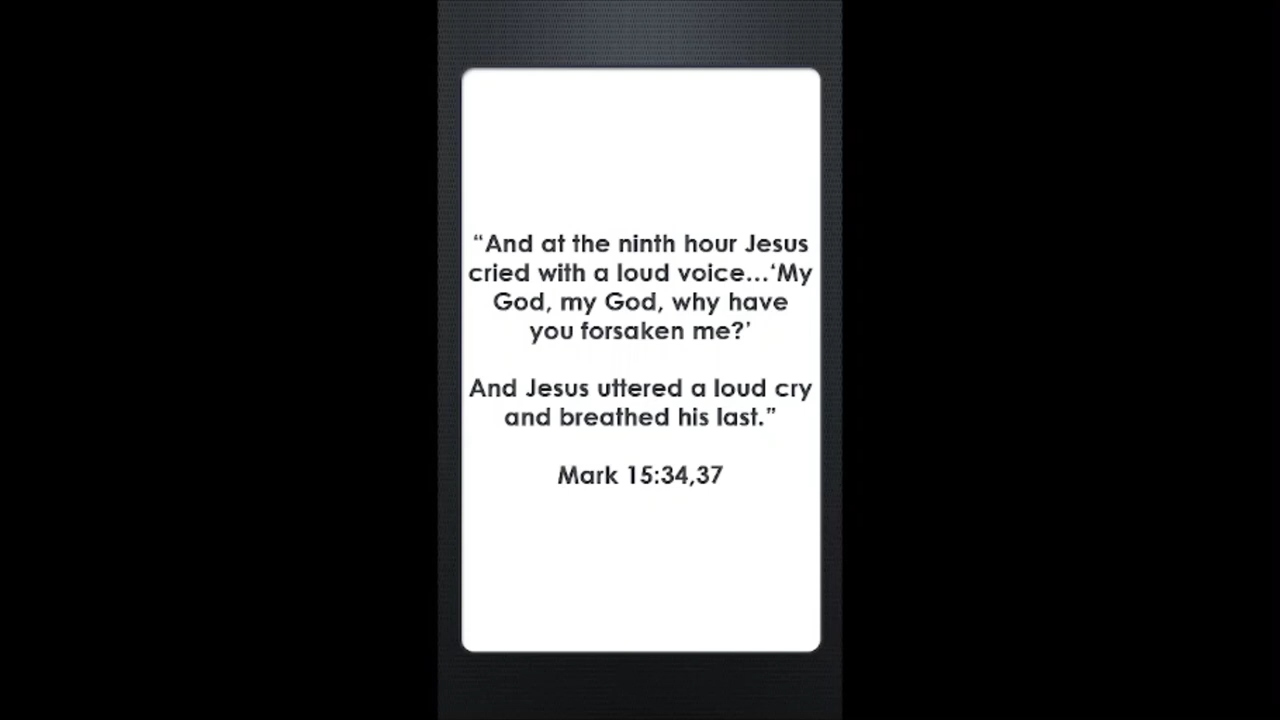 “And at the ninth hour Jesus
cried with a loud voice...‘My
God, my God, why have
you forsaken me?’
And Jesus uttered a loud cry
and breathed his last.”
Mark 15:34,37